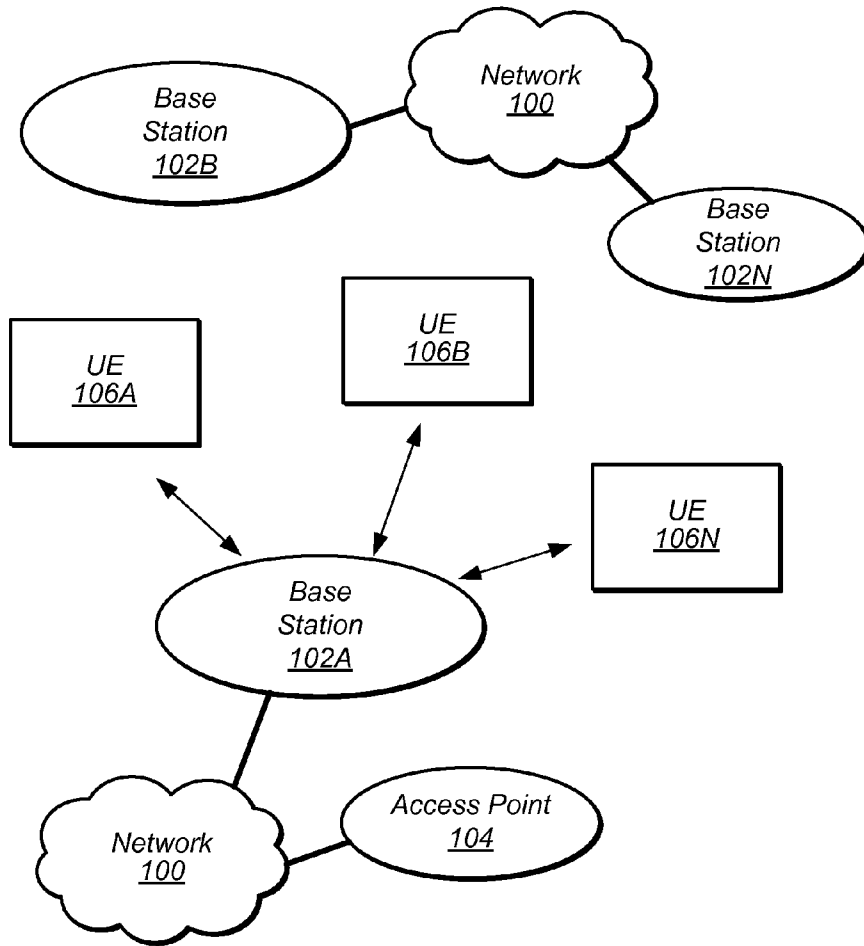 Network
100
Base
Station
102B
Base
Station
102N
UE
106A
UE
106B
UE
106N
Base
Station
102A
Access Point
104
Network
100